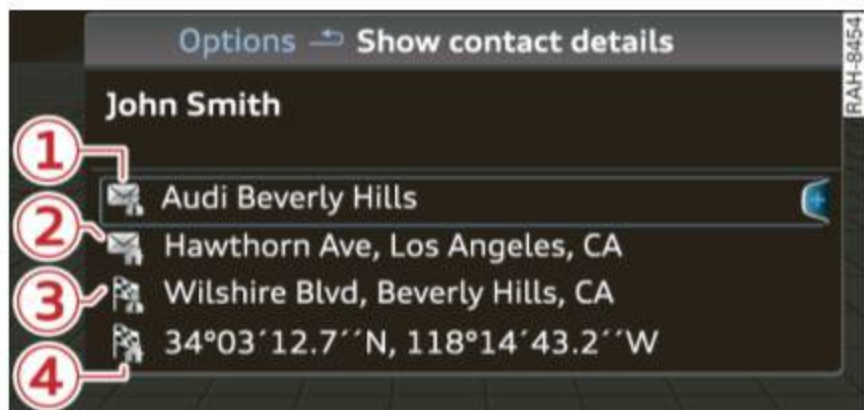 Options Show contact details
RAH-8454
John Smith
1
Audi Beverly Hills
2
Hawthorn Ave, Los Angeles, CA
3
Wilshire Blvd, Beverly Hills, CA
4
34°03´12.7´´N, 118°14´43.2´´W